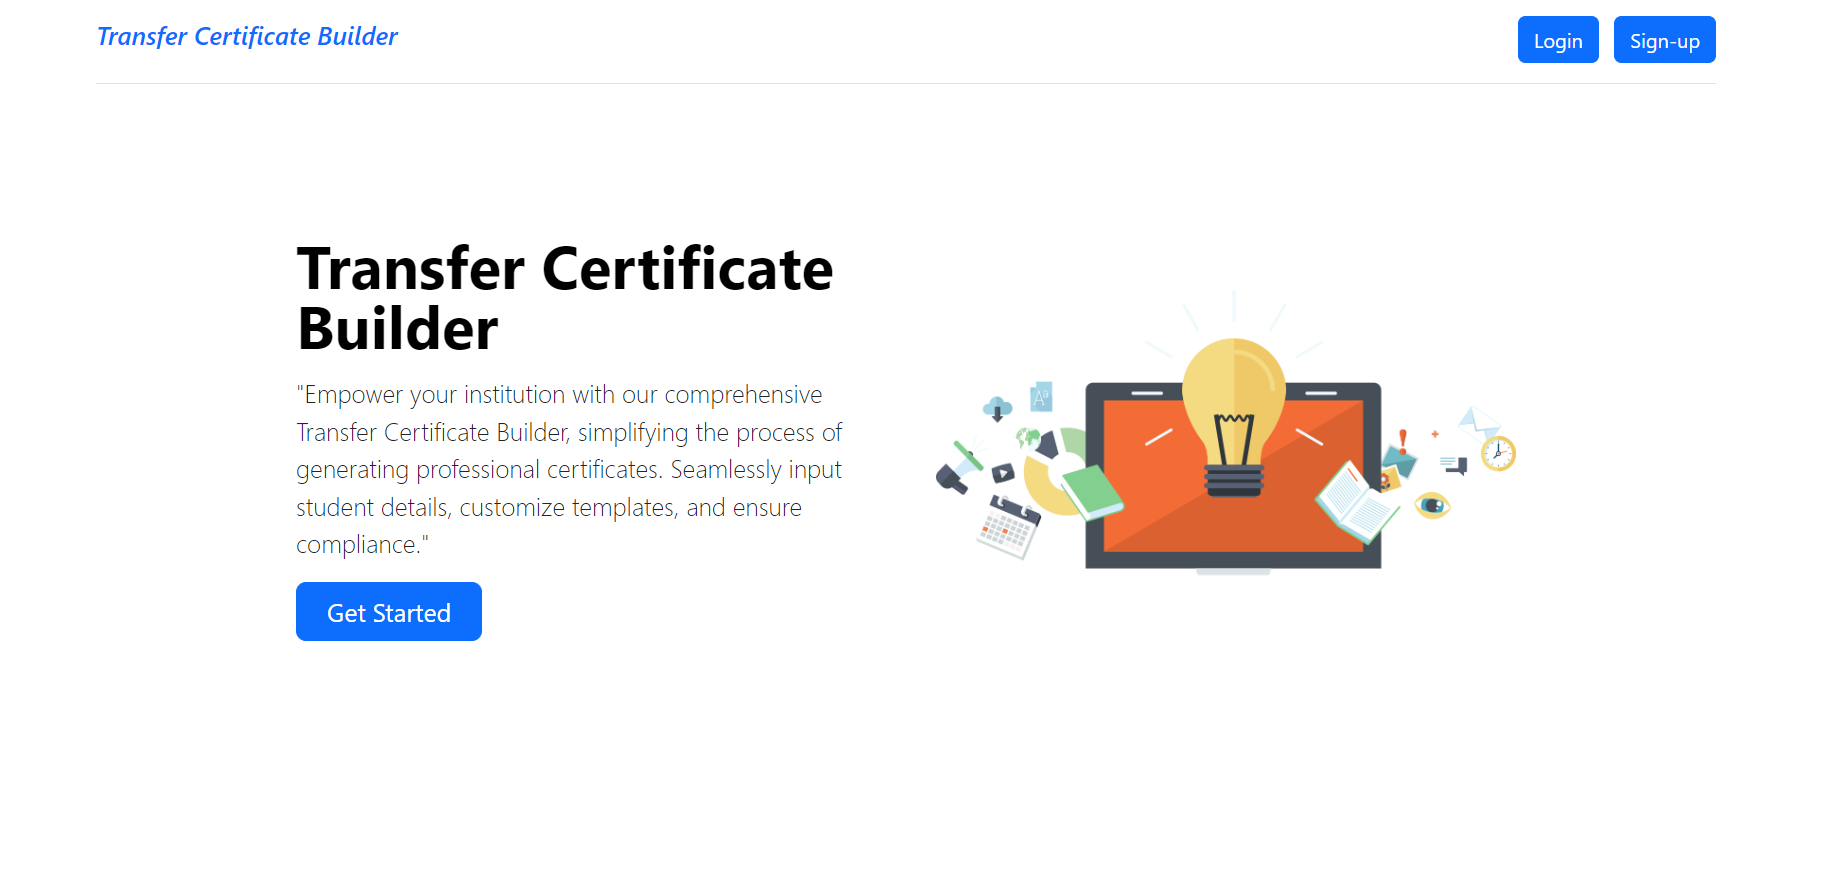 Transfer Certificate Builder
Login
Sign-up
Transfer Certificate
Builder
"Empower your institution with our comprehensive
Transfer Certificate Builder, simplifying the process of
generating professional certificates. Seamlessly input
student details, customize templates, and ensure
compliance."
Aª
Get Started